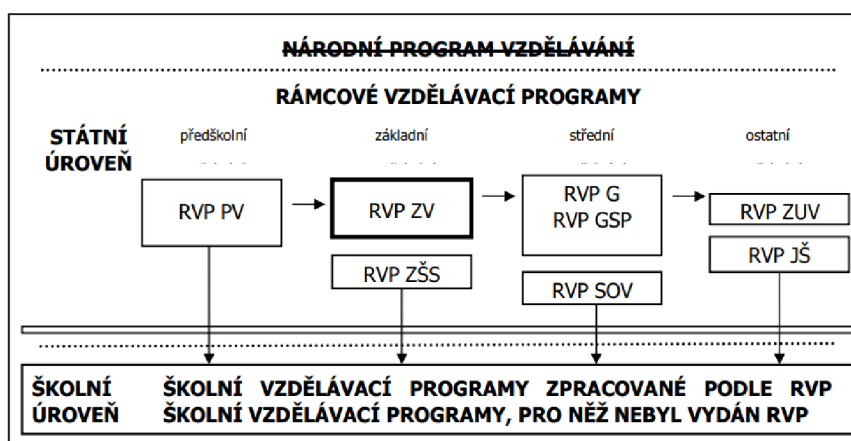 NÁRODNÍ PROGRAM VZDĚLÁVÁNÍ
RÁMCOVÉ VZDĚLÁVACÍ PROGRAMY
STÁTNÍ ÚROVEŇ
předškolní
základní
střední
ostatní
RVP PV
RVP ZV
RVP G
RVP GSP
RVP ZUV
RVP ZŠS
RVP JŠ
RVP SOV
ŠKOLNÍ ŠKOLNÍ VZDĚLÁVACÍ PROGRAMY ZPRACOVANÉ PODLE RVP
ÚROVEŇ ŠKOLNÍ VZDĚLÁVACÍ PROGRAMY, PRO NĚŽ NEBYL VYDÁN RVP